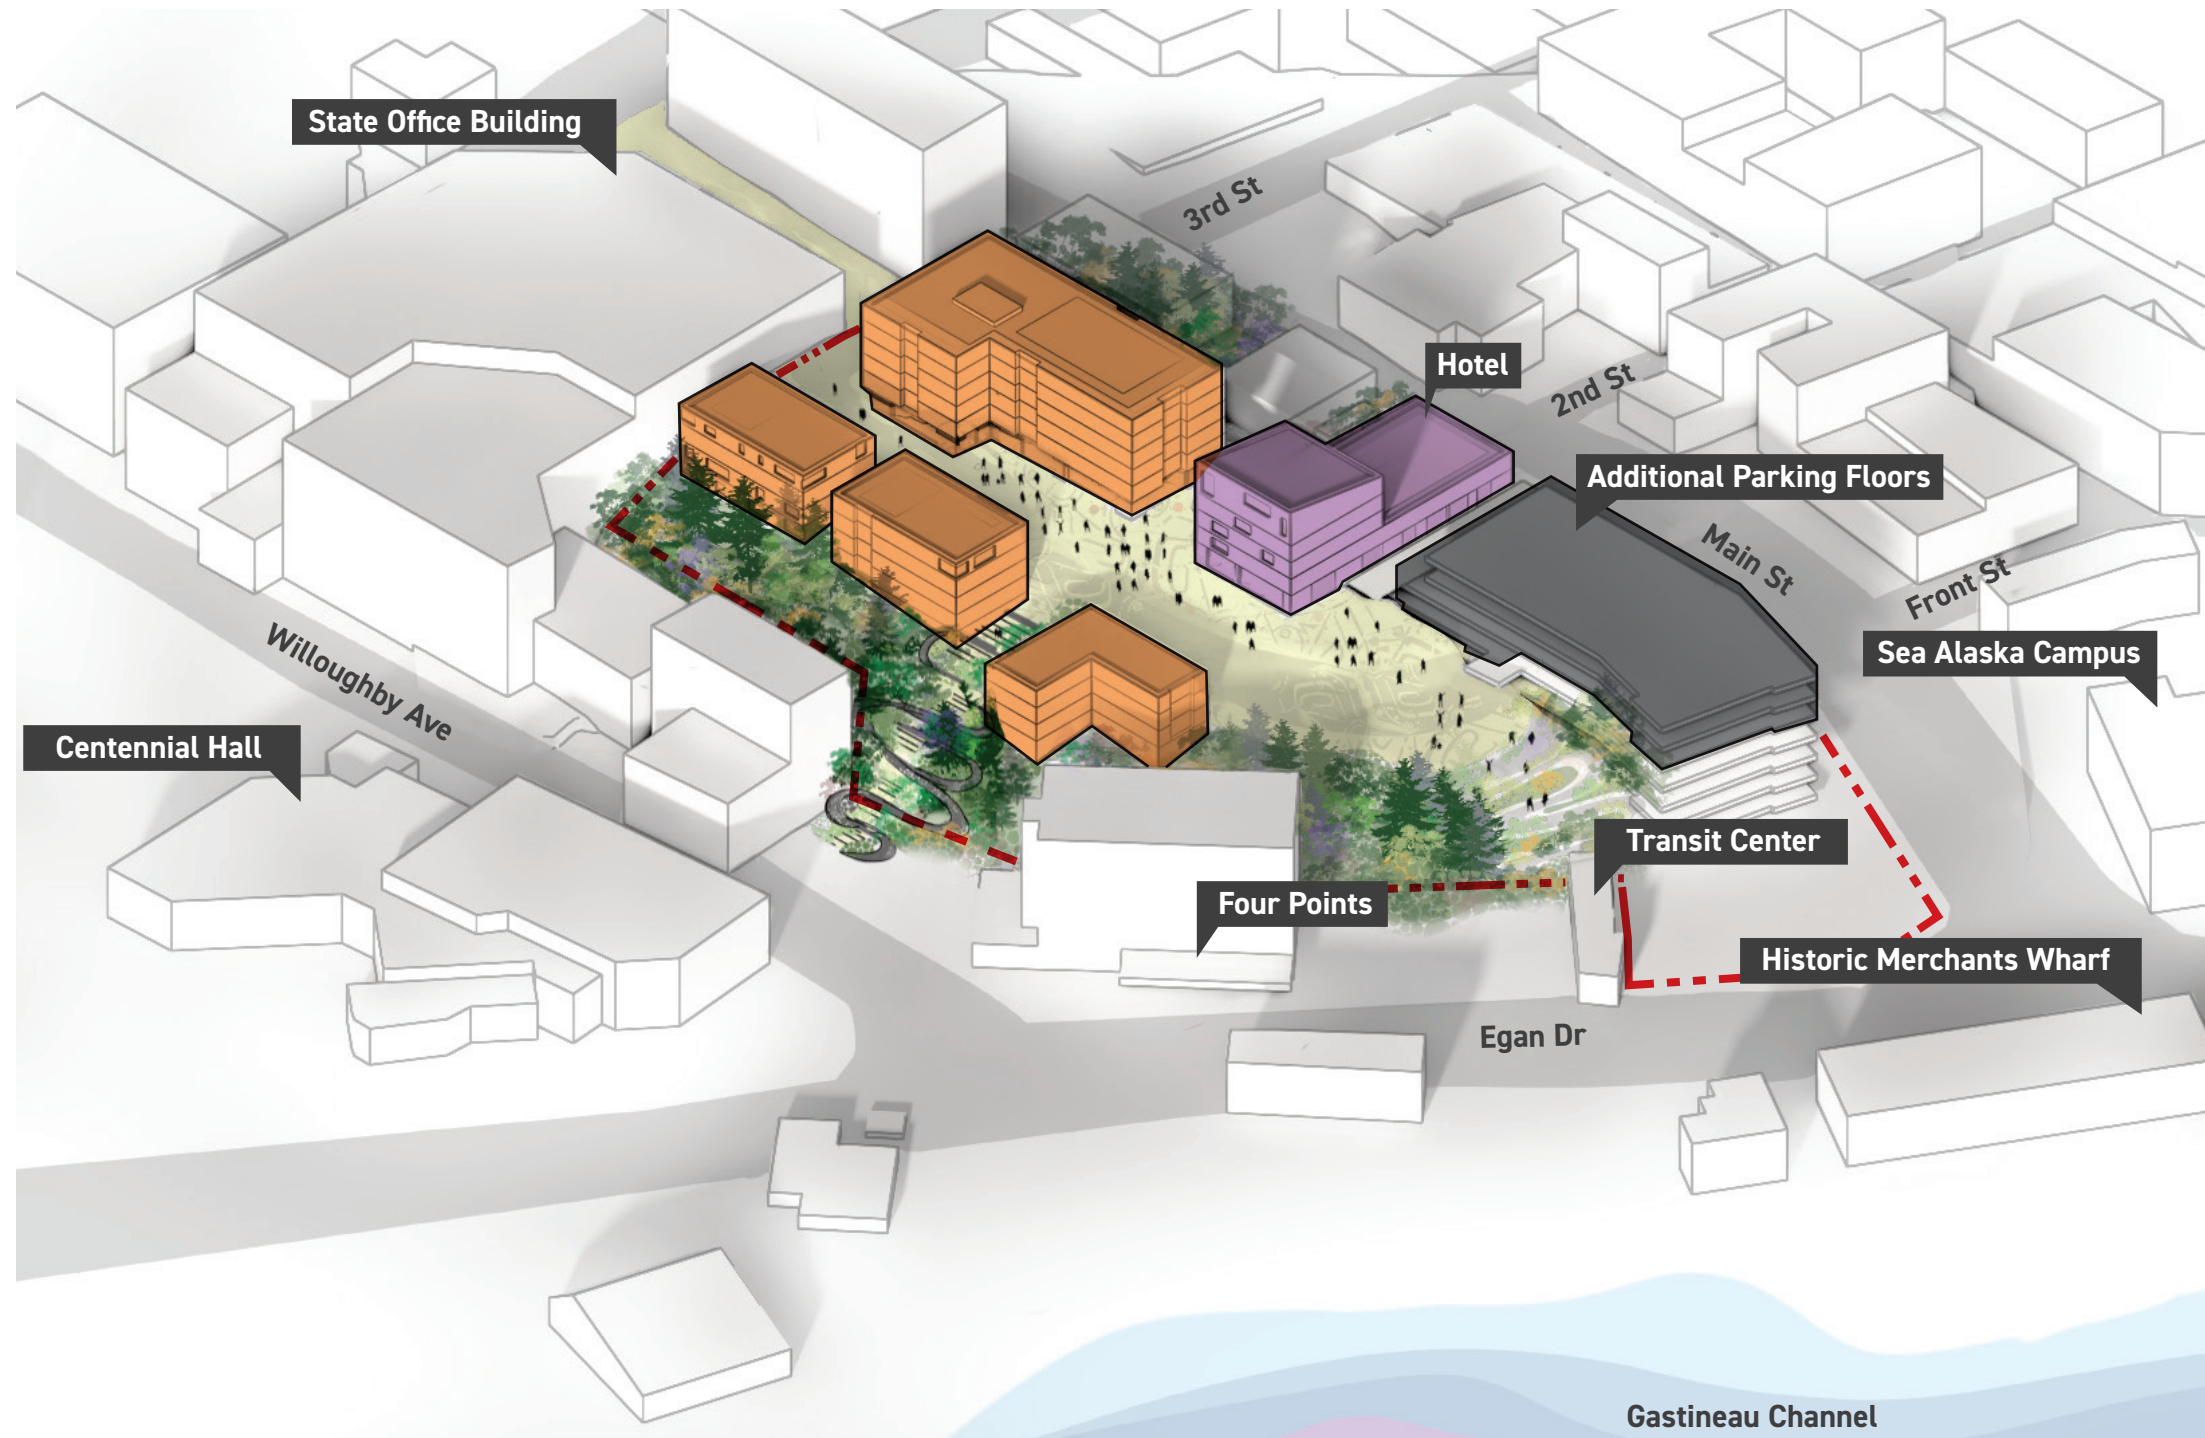 State Office Building
3rd St
Hotel
2nd St
Additional Parking Floors
Main St
Front St
Sea Alaska Campus
Willoughby Ave
Centennial Hall
Transit Center
Four Points
Historic Merchants Wharf
Egan Dr
Gastineau Channel